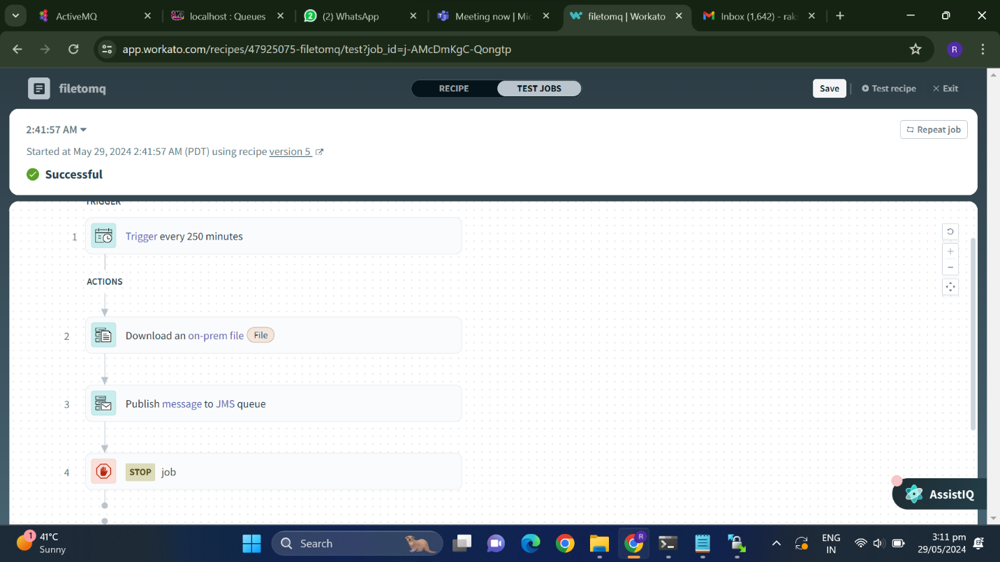 ActiveMQ
localhost : Queues
(2) WhatsApp
Meeting now | Mic
filetomq | Workato
Inbox (1,642) - rak
app.workato.com/recipes/47925075-filetomq/test?job_id=j-AMcDmKgC-Qongtp
R
filetomq
RECIPE
TEST JOBS
Save
Test recipe
Exit
2:41:57 AM
Repeat job
Started at May 29, 2024 2:41:57 AM (PDT) using recipe version 5
Successful
TRIGGER
1
Trigger every 250 minutes
ACTIONS
2
Download an on-prem file File
3
Publish message to JMS queue
4
STOP job
AssistIQ
1
41°C
Sunny
Search
R
ENG
IN
3:11 pm
29/05/2024